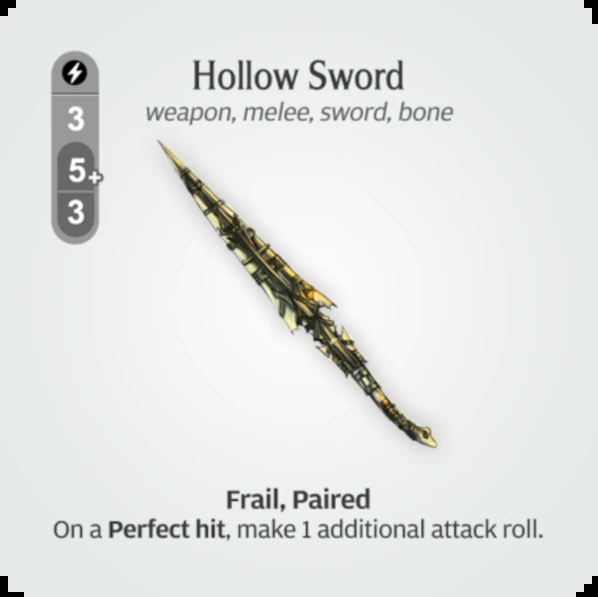 Hollow Sword
weapon, melee, sword, bone
3
5+
3
Frail, Paired
On a Perfect hit, make 1 additional attack roll.